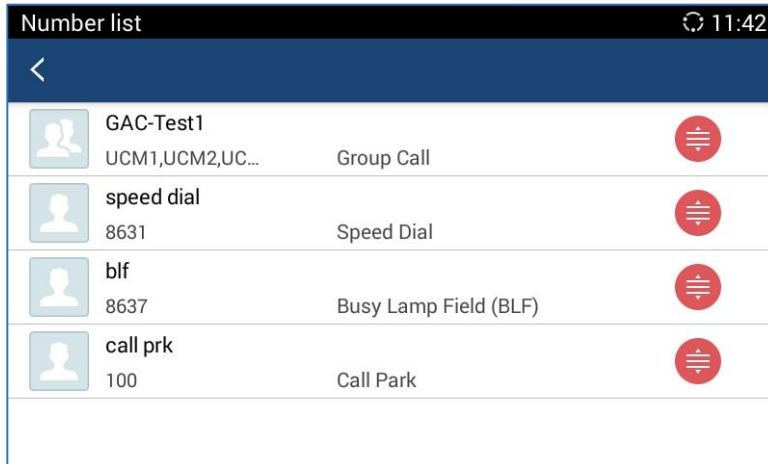 Number list 11:42
GAC-Test1
UCM1,UCM2,UC... Group Call
speed dial
8631 Speed Dial
blf
8637 Busy Lamp Field (BLF)
call prk
100 Call Park